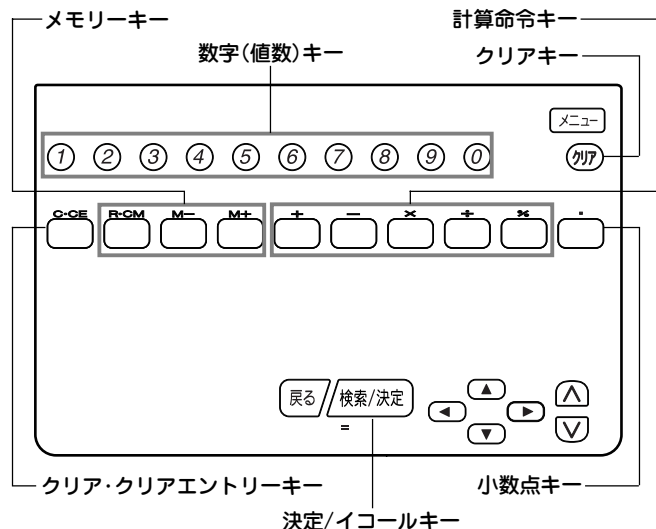 メモリーキー
計算命令キー
数字(値数)キー
クリアキー
メニュー
1 2 3 4 5 6 7 8 9 0
クリア
C・CE R・CM M− M+ + − × ÷ % ・
戻る 検索/決定
=
クリア・クリアエントリーキー
小数点キー
決定/イコールキー